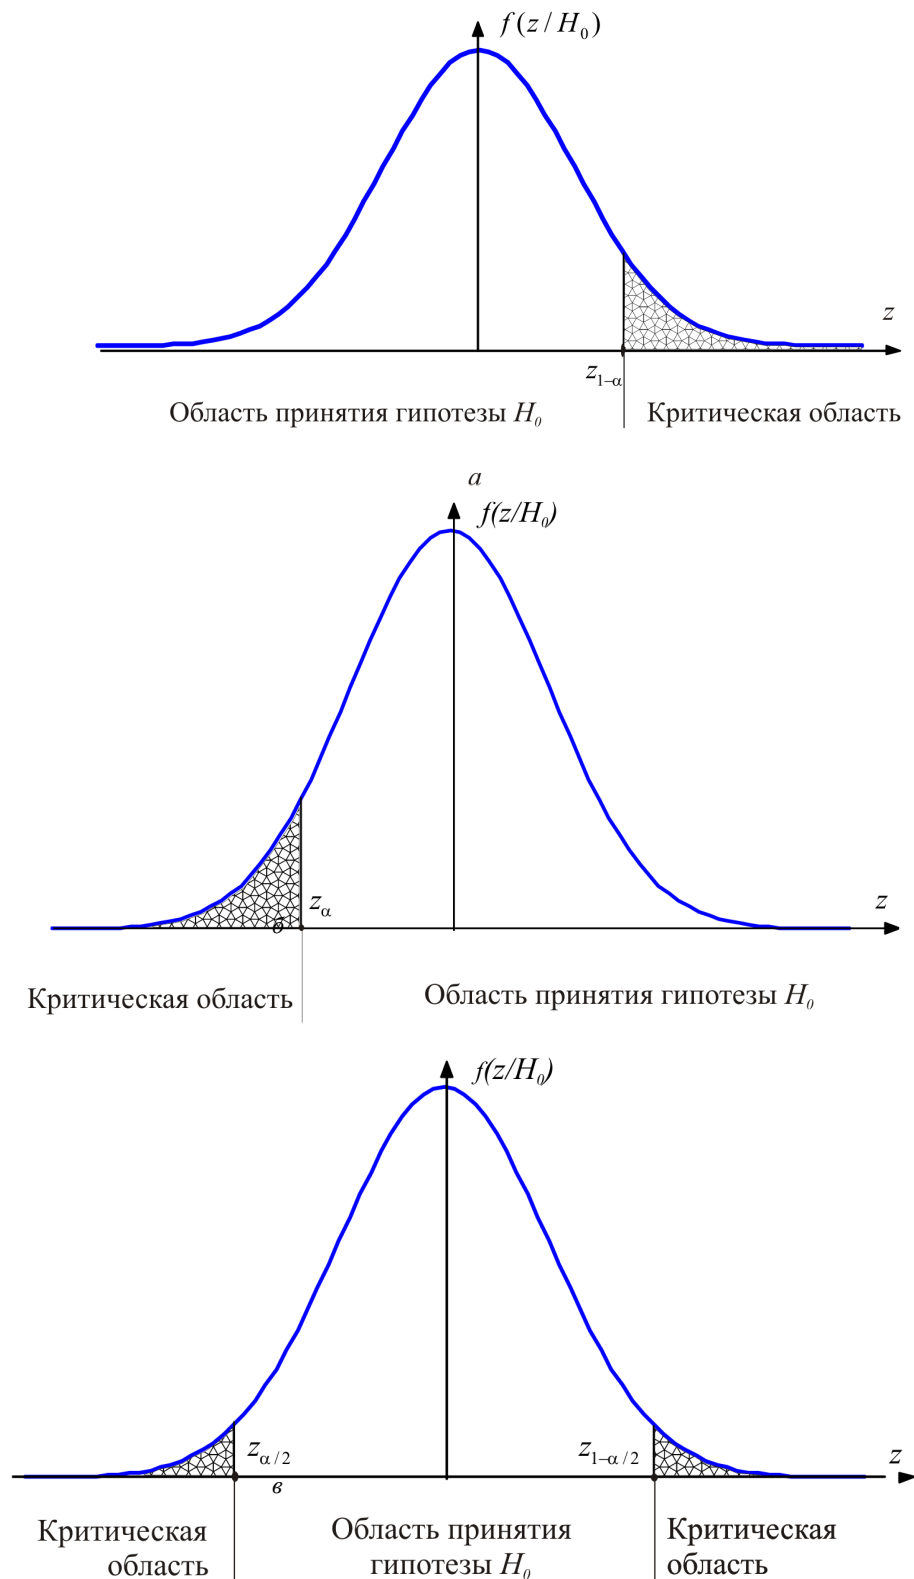 f(z/H₀)
z
z₁₋α
Область принятия гипотезы H₀
Критическая область
а
f(z/H₀)
zα
z
б
Критическая область
Область принятия гипотезы H₀
f(z/H₀)
zα/2
z₁₋α/2
z
в
Критическая
область
Область принятия
гипотезы H₀
Критическая
область